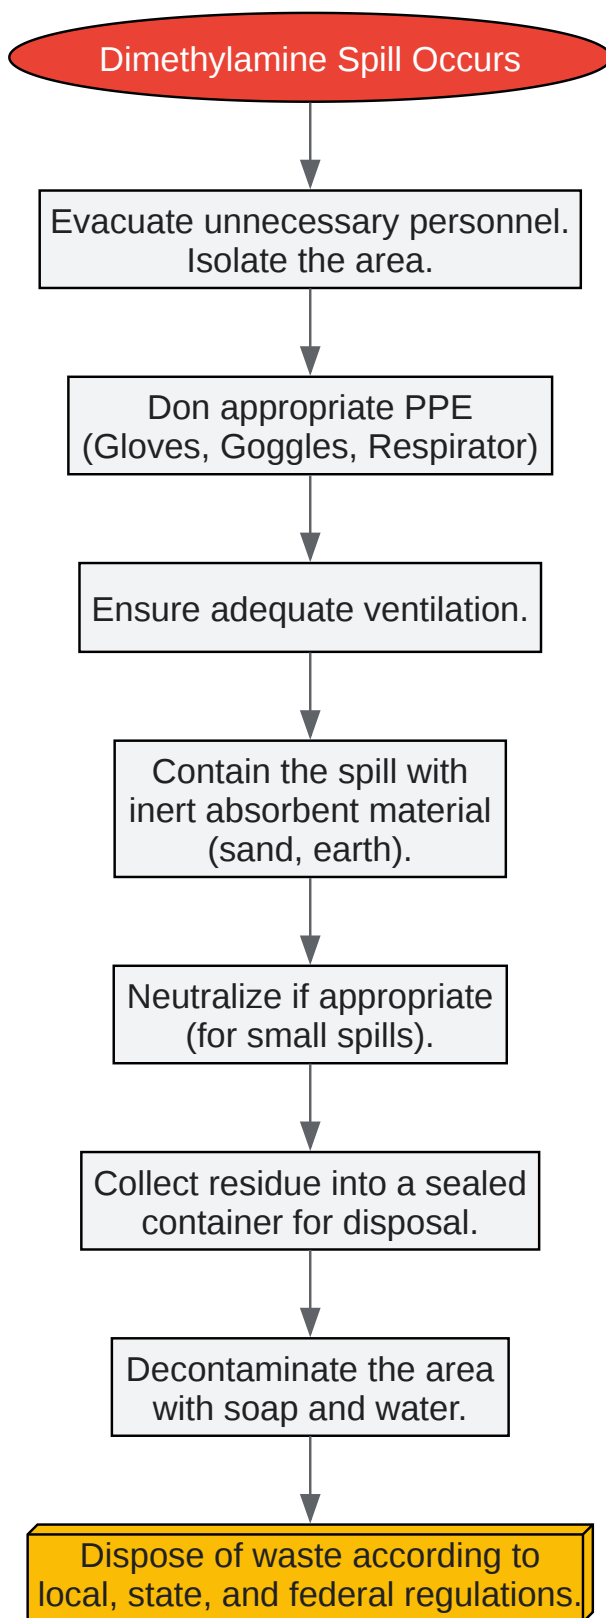 Dimethylamine Spill Occurs
Evacuate unnecessary personnel.
Isolate the area.
Don appropriate PPE
(Gloves, Goggles, Respirator)
Ensure adequate ventilation.
Contain the spill with
inert absorbent material
(sand, earth).
Neutralize if appropriate
(for small spills).
Collect residue into a sealed
container for disposal.
Decontaminate the area
with soap and water.
Dispose of waste according to
local, state, and federal regulations.